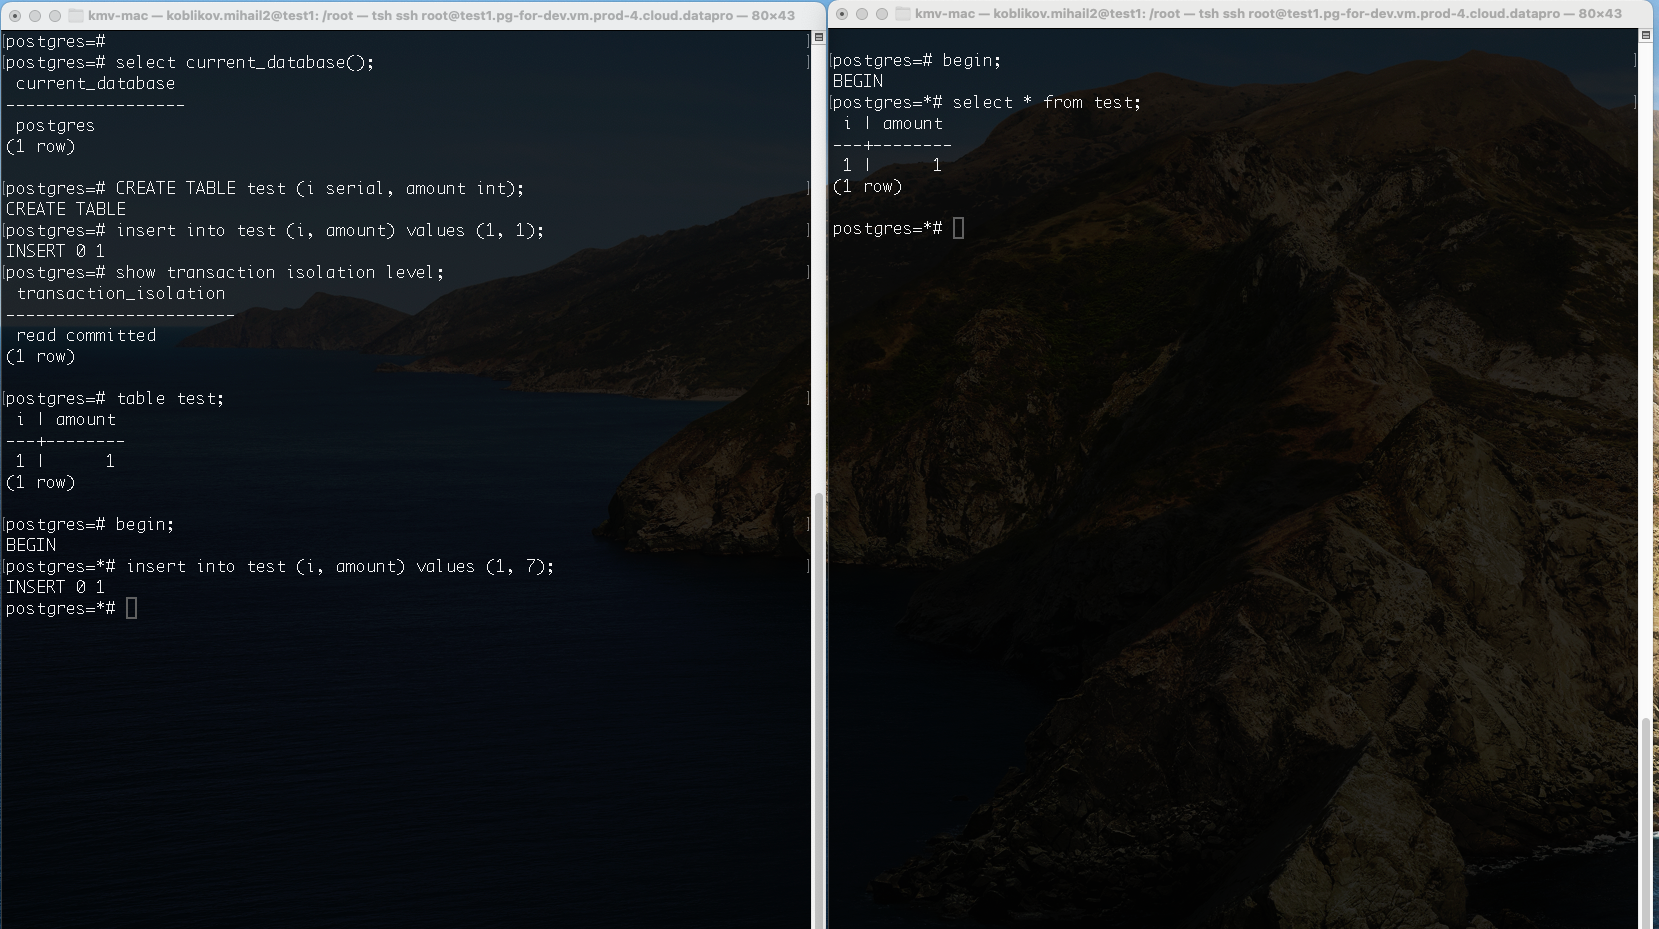 kmv-mac — koblikov.mihail2@test1: /root — tsh ssh root@test1.pg-for-dev.vm.prod-4.cloud.datapro — 80×43
[postgres=#
[postgres=# select current_database();
 current_database
------------------
 postgres
(1 row)
[postgres=# CREATE TABLE test (i serial, amount int);
CREATE TABLE
[postgres=# insert into test (i, amount) values (1, 1);
INSERT 0 1
[postgres=# show transaction isolation level;
 transaction_isolation
-----------------------
 read committed
(1 row)
[postgres=# table test;
 i | amount
---+--------
 1 |      1
(1 row)
[postgres=# begin;
BEGIN
[postgres=*# insert into test (i, amount) values (1, 7);
INSERT 0 1
postgres=*#
kmv-mac — koblikov.mihail2@test1: /root — tsh ssh root@test1.pg-for-dev.vm.prod-4.cloud.datapro — 80×43
[postgres=# begin;
BEGIN
[postgres=*# select * from test;
 i | amount
---+--------
 1 |      1
(1 row)
postgres=*#